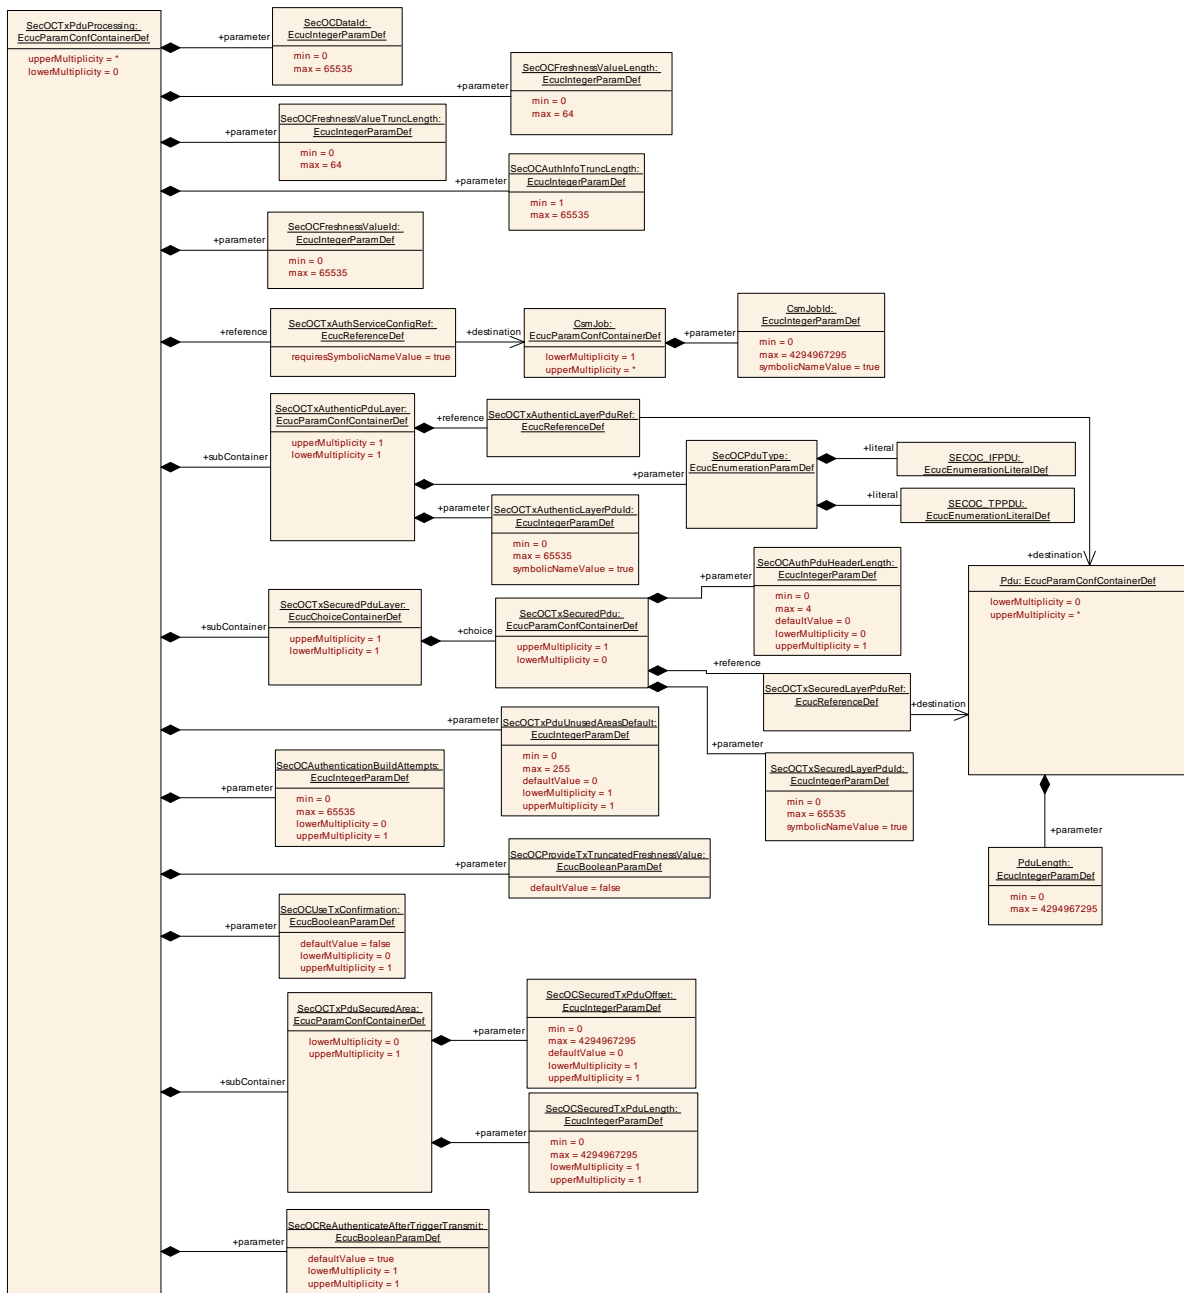 SecOCTxPduProcessing:
EcucParamConfContainerDef
upperMultiplicity = *
lowerMultiplicity = 0
+parameter
SecOCDataId:
EcucIntegerParamDef
min = 0
max = 65535
+parameter
SecOCFreshnessValueLength:
EcucIntegerParamDef
min = 0
max = 64
+parameter
SecOCFreshnessValueTruncLength:
EcucIntegerParamDef
min = 0
max = 64
+parameter
SecOCAuthInfoTruncLength:
EcucIntegerParamDef
min = 1
max = 65535
+parameter
SecOCFreshnessValueId:
EcucIntegerParamDef
min = 0
max = 65535
+reference
SecOCTxAuthServiceConfigRef:
EcucReferenceDef
requiresSymbolicNameValue = true
+destination
CsmJob:
EcucParamConfContainerDef
lowerMultiplicity = 1
upperMultiplicity = *
+parameter
CsmJobId:
EcucIntegerParamDef
min = 0
max = 4294967295
symbolicNameValue = true
+subContainer
SecOCTxAuthenticPduLayer:
EcucParamConfContainerDef
upperMultiplicity = 1
lowerMultiplicity = 1
+reference
SecOCTxAuthenticLayerPduRef:
EcucReferenceDef
+parameter
SecOCPduType:
EcucEnumerationParamDef
+literal
SECOC_IFPDU:
EcucEnumerationLiteralDef
+literal
SECOC_TPPDU:
EcucEnumerationLiteralDef
+parameter
SecOCTxAuthenticLayerPduId:
EcucIntegerParamDef
min = 0
max = 65535
symbolicNameValue = true
+destination
Pdu: EcucParamConfContainerDef
lowerMultiplicity = 0
upperMultiplicity = *
+subContainer
SecOCTxSecuredPduLayer:
EcucChoiceContainerDef
upperMultiplicity = 1
lowerMultiplicity = 1
+choice
SecOCTxSecuredPdu:
EcucParamConfContainerDef
upperMultiplicity = 1
lowerMultiplicity = 0
+parameter
SecOCAuthPduHeaderLength:
EcucIntegerParamDef
min = 0
max = 4
defaultValue = 0
lowerMultiplicity = 0
upperMultiplicity = 1
+reference
SecOCTxSecuredLayerPduRef:
EcucReferenceDef
+destination
+parameter
SecOCTxSecuredLayerPduId:
EcucIntegerParamDef
min = 0
max = 65535
symbolicNameValue = true
+parameter
PduLength:
EcucIntegerParamDef
min = 0
max = 4294967295
+parameter
SecOCTxPduUnusedAreasDefault:
EcucIntegerParamDef
min = 0
max = 255
defaultValue = 0
lowerMultiplicity = 1
upperMultiplicity = 1
+parameter
SecOCAuthenticationBuildAttempts:
EcucIntegerParamDef
min = 0
max = 65535
lowerMultiplicity = 0
upperMultiplicity = 1
+parameter
SecOCProvideTxTruncatedFreshnessValue:
EcucBooleanParamDef
defaultValue = false
+parameter
SecOCUseTxConfirmation:
EcucBooleanParamDef
defaultValue = false
lowerMultiplicity = 0
upperMultiplicity = 1
+subContainer
SecOCTxPduSecuredArea:
EcucParamConfContainerDef
lowerMultiplicity = 0
upperMultiplicity = 1
+parameter
SecOCSecuredTxPduOffset:
EcucIntegerParamDef
min = 0
max = 4294967295
defaultValue = 0
lowerMultiplicity = 1
upperMultiplicity = 1
+parameter
SecOCSecuredTxPduLength:
EcucIntegerParamDef
min = 0
max = 4294967295
lowerMultiplicity = 1
upperMultiplicity = 1
+parameter
SecOCReAuthenticateAfterTriggerTransmit:
EcucBooleanParamDef
defaultValue = true
lowerMultiplicity = 1
upperMultiplicity = 1